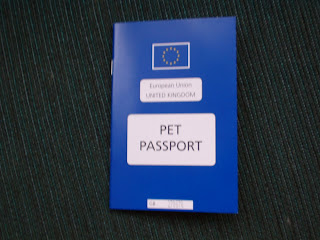 European Union
UNITED KINGDOM
PET
PASSPORT